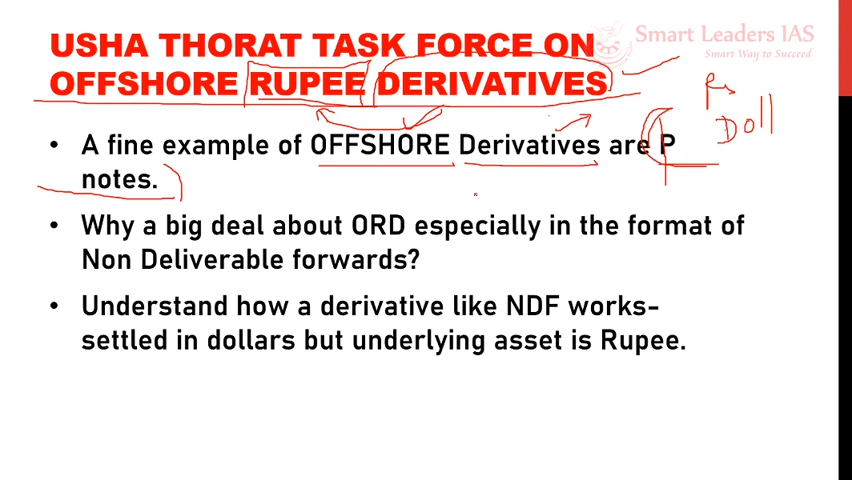 Smart Leaders IAS
Smart Way to Succeed
USHA THORAT TASK FORCE ON
OFFSHORE RUPEE DERIVATIVES
Rs
Doll
• A fine example of OFFSHORE Derivatives are P
notes.
• Why a big deal about ORD especially in the format of
Non Deliverable forwards?
• Understand how a derivative like NDF works-
settled in dollars but underlying asset is Rupee.